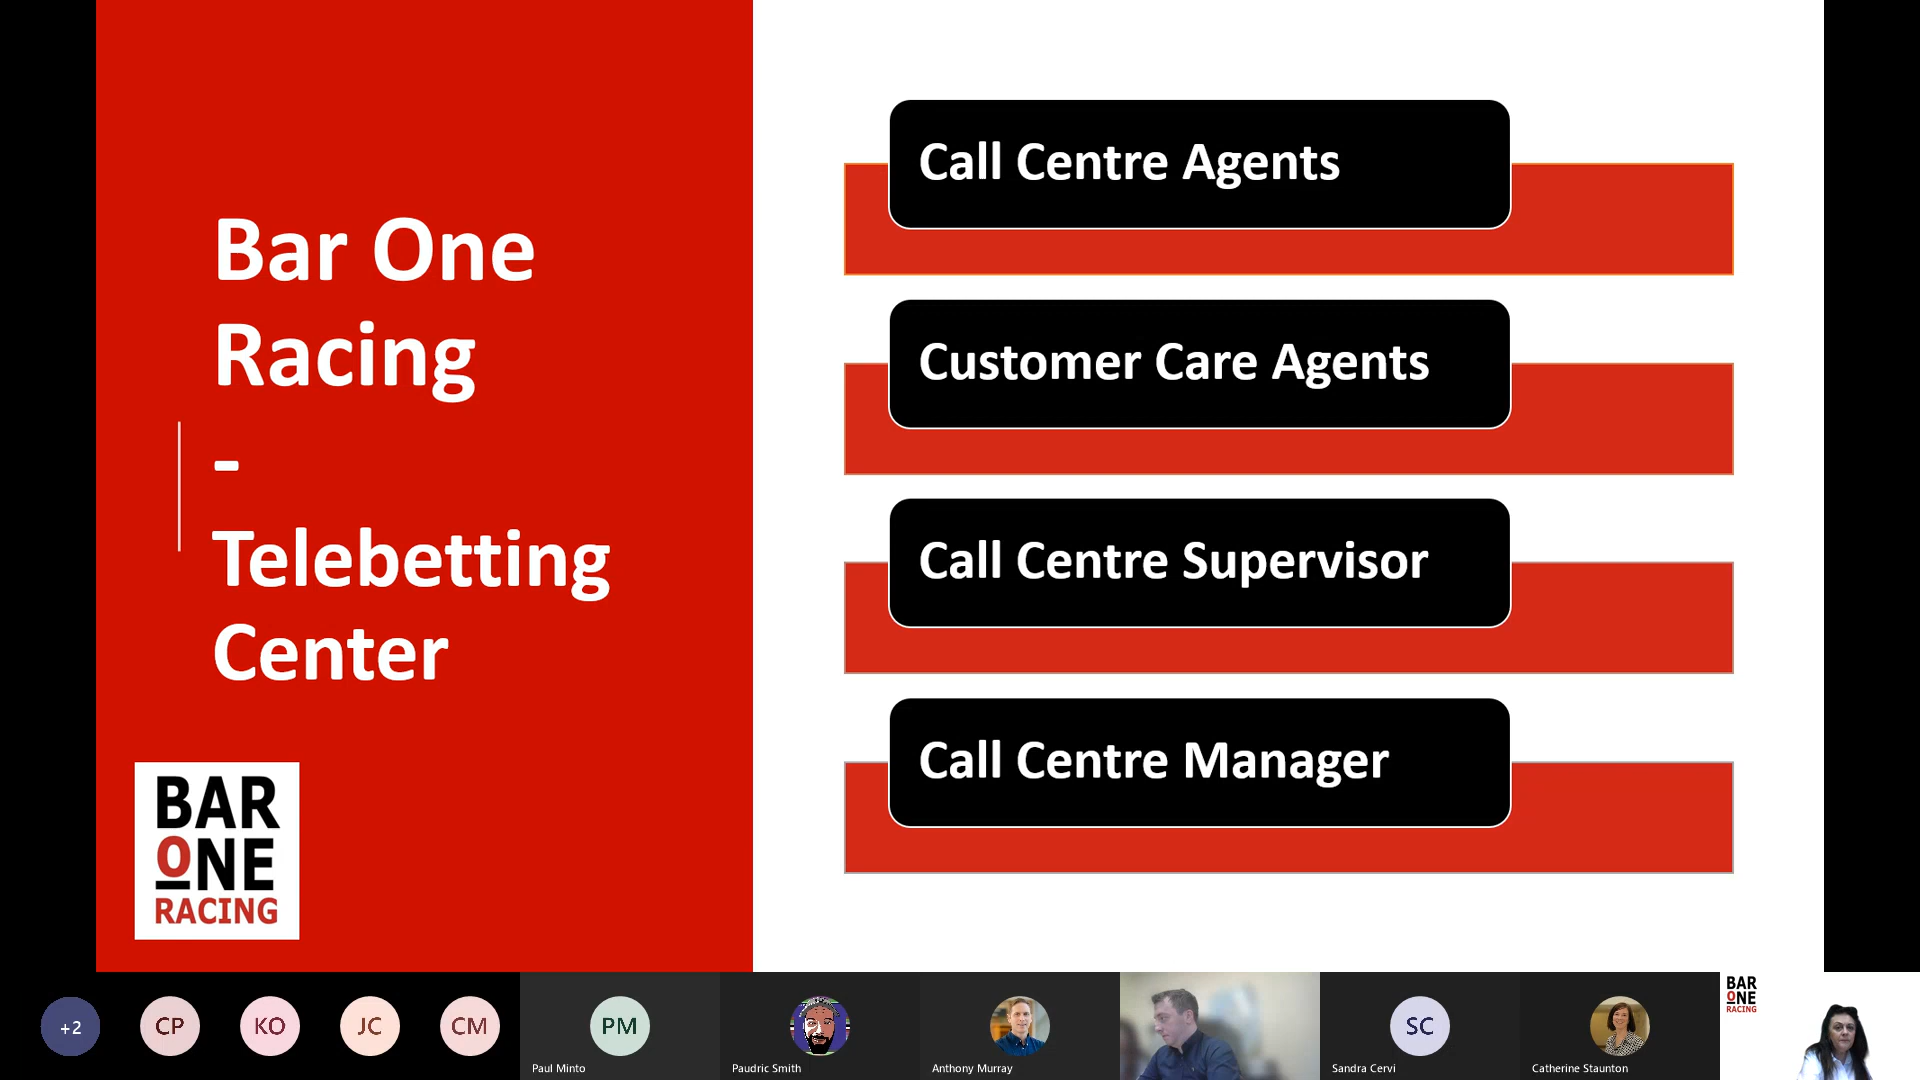 Bar One
Racing
-
Telebetting
Center
BAR
ONE
RACING
Call Centre Agents
Customer Care Agents
Call Centre Supervisor
Call Centre Manager
+2
CP
KO
JC
CM
PM
Paul Minto
Paudric Smith
Anthony Murray
SC
Sandra Cervi
Catherine Staunton
BAR
ONE
RACING